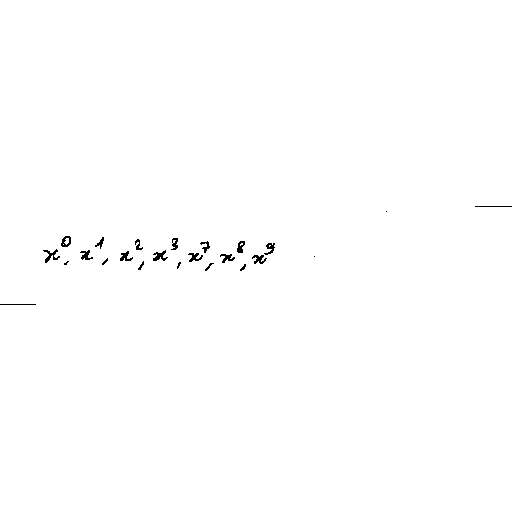 x⁰, x¹, x², x³, x⁷, x⁸, x⁹